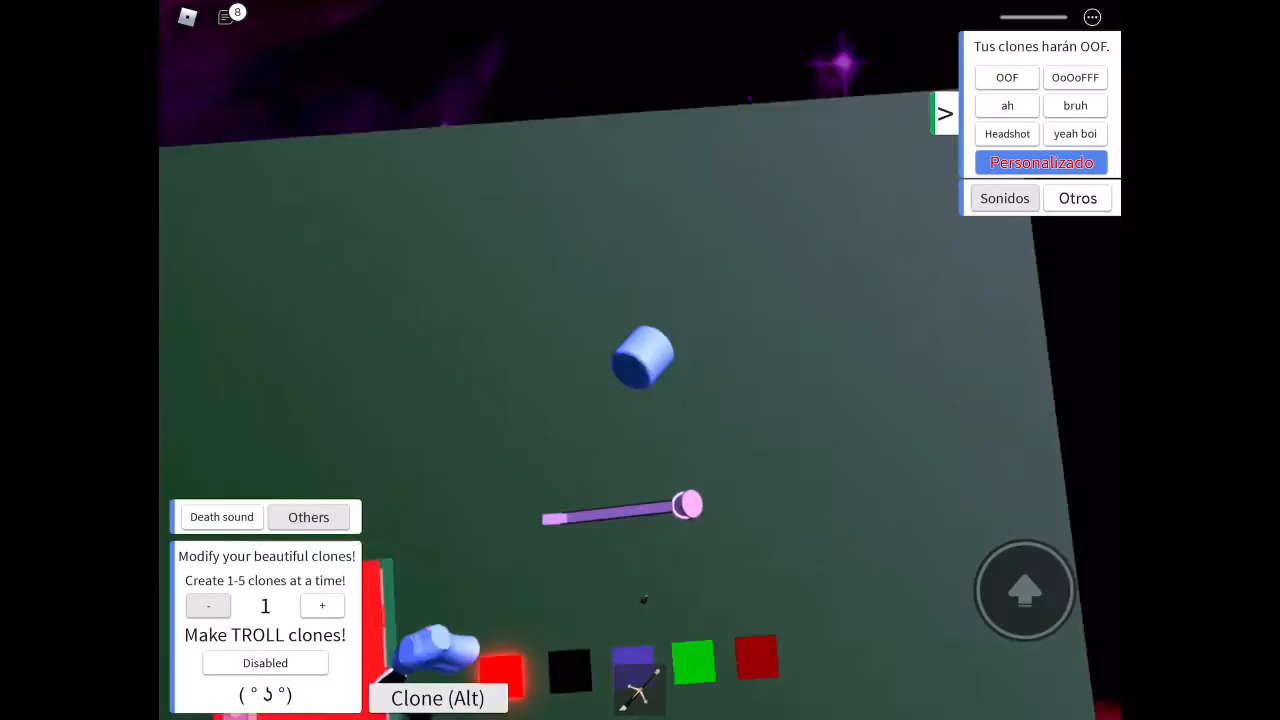 8
Tus clones harán OOF.
OOF OoOoFFF
ah bruh
Headshot yeah boi
Personalizado
Sonidos Otros
>
Death sound Others
Modify your beautiful clones!
Create 1-5 clones at a time!
- 1 +
Make TROLL clones!
Disabled
( ° ʖ °)
Clone (Alt)